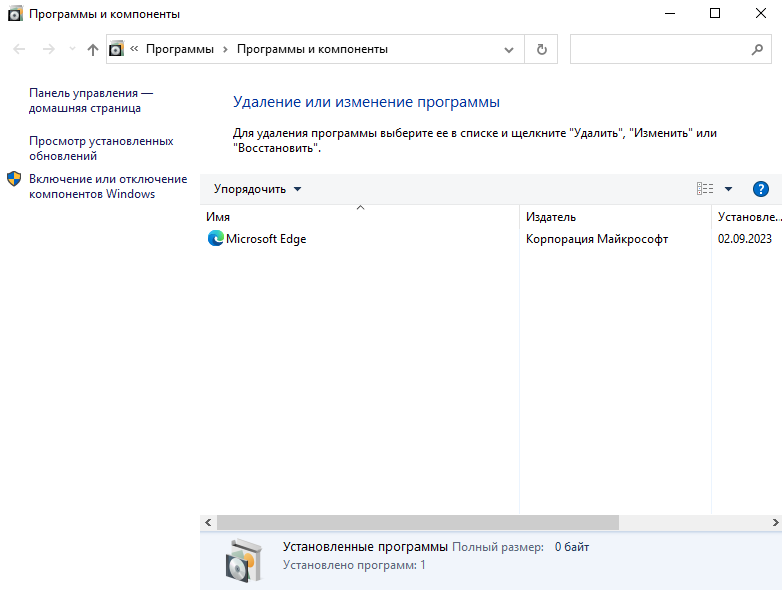 Программы и компоненты
« Программы › Программы и компоненты
Панель управления —
домашняя страница
Просмотр установленных
обновлений
Включение или отключение
компонентов Windows
Удаление или изменение программы
Для удаления программы выберите ее в списке и щелкните "Удалить", "Изменить" или
"Восстановить".
Упорядочить
Имя Издатель Установле...
Microsoft Edge Корпорация Майкрософт 02.09.2023
Установленные программы Полный размер: 0 байт
Установлено программ: 1